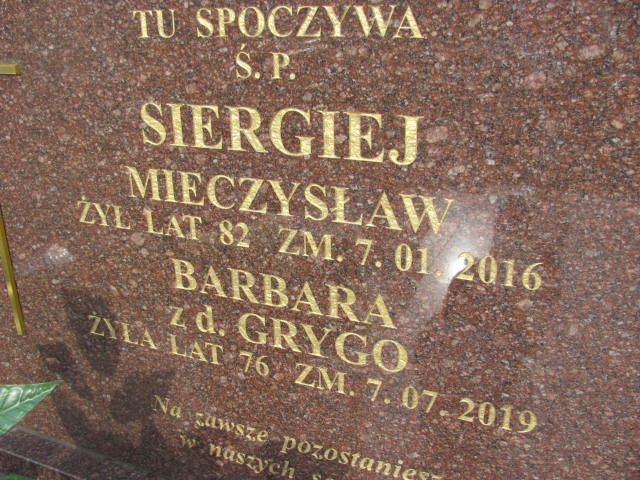 TU SPOCZYWA
Ś. P.
SIERGIEJ
MIECZYSŁAW
ŻYŁ LAT 82 ZM. 7. 01. 2016
BARBARA
z d. GRYGO
ŻYŁA LAT 76 ZM. 7. 07. 2019
Na zawsze pozostaniesz
w naszych